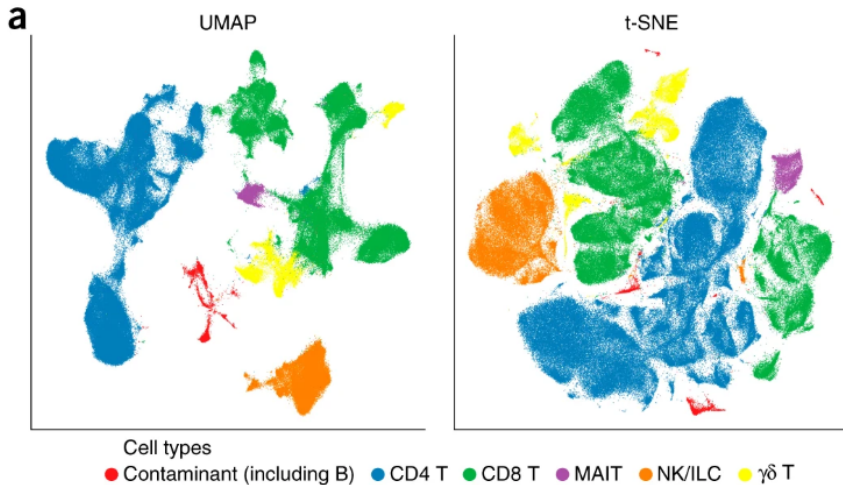 a
UMAP
t-SNE
Cell types
Contaminant (including B) CD4 T CD8 T MAIT NK/ILC γδ T